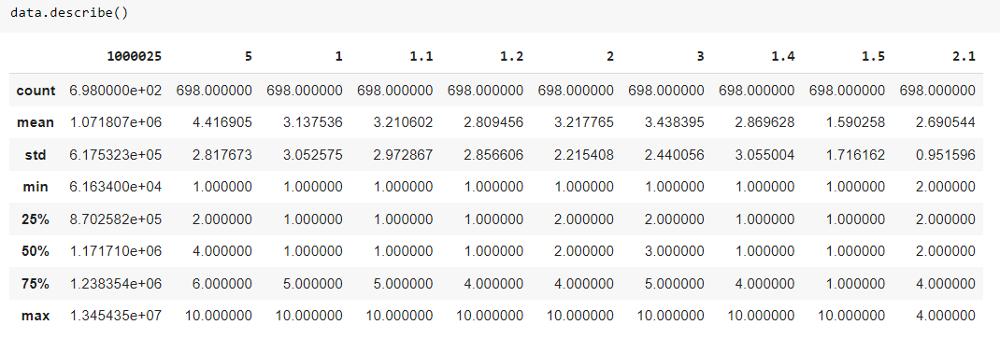 data.describe()
1000025 5 1 1.1 1.2 2 3 1.4 1.5 2.1
count 6.980000e+02 698.000000 698.000000 698.000000 698.000000 698.000000 698.000000 698.000000 698.000000 698.000000
mean 1.071807e+06 4.416905 3.137536 3.210602 2.809456 3.217765 3.438395 2.869628 1.590258 2.690544
std 6.175323e+05 2.817673 3.052575 2.972867 2.856606 2.215408 2.440056 3.055004 1.716162 0.951596
min 6.163400e+04 1.000000 1.000000 1.000000 1.000000 1.000000 1.000000 1.000000 1.000000 2.000000
25% 8.702582e+05 2.000000 1.000000 1.000000 1.000000 2.000000 2.000000 1.000000 1.000000 2.000000
50% 1.171710e+06 4.000000 1.000000 1.000000 1.000000 2.000000 3.000000 1.000000 1.000000 2.000000
75% 1.238354e+06 6.000000 5.000000 5.000000 4.000000 4.000000 5.000000 4.000000 1.000000 4.000000
max 1.345435e+07 10.000000 10.000000 10.000000 10.000000 10.000000 10.000000 10.000000 10.000000 4.000000